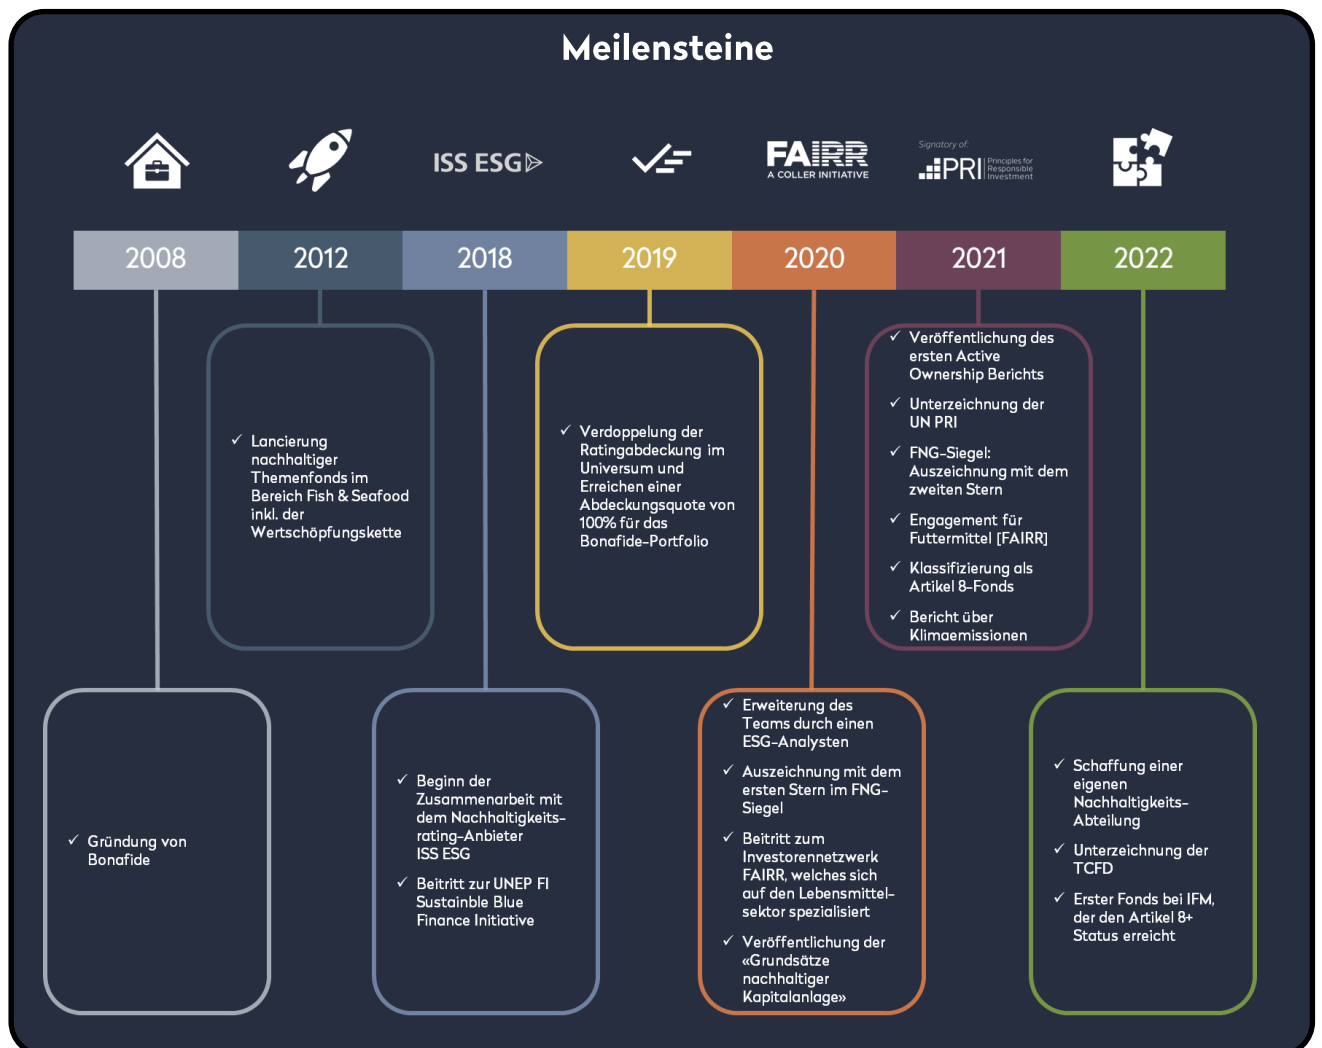 Meilensteine
ISS ESG
FAIRR
A COLLER INITIATIVE
Signatory of:
PRI
Principles for
Responsible
Investment
2008
2012
2018
2019
2020
2021
2022
✓ Gründung von
Bonafide
✓ Lancierung
nachhaltiger
Themenfonds im
Bereich Fish & Seafood
inkl. der
Wertschöpfungskette
✓ Beginn der
Zusammenarbeit mit
dem Nachhaltigkeits-
rating-Anbieter
ISS ESG
✓ Beitritt zur UNEP FI
Sustainble Blue
Finance Initiative
✓ Verdoppelung der
Ratingabdeckung im
Universum und
Erreichen einer
Abdeckungsquote von
100% für das
Bonafide-Portfolio
✓ Erweiterung des
Teams durch einen
ESG-Analysten
✓ Auszeichnung mit dem
ersten Stern im FNG-
Siegel
✓ Beitritt zum
Investorennetzwerk
FAIRR, welches sich
auf den Lebensmittel-
sektor spezialisiert
✓ Veröffentlichung der
«Grundsätze
nachhaltiger
Kapitalanlage»
✓ Veröffentlichung des
ersten Active
Ownership Berichts
✓ Unterzeichnung der
UN PRI
✓ FNG-Siegel:
Auszeichnung mit dem
zweiten Stern
✓ Engagement für
Futtermittel [FAIRR]
✓ Klassifizierung als
Artikel 8-Fonds
✓ Bericht über
Klimaemissionen
✓ Schaffung einer
eigenen
Nachhaltigkeits-
Abteilung
✓ Unterzeichnung der
TCFD
✓ Erster Fonds bei IFM,
der den Artikel 8+
Status erreicht